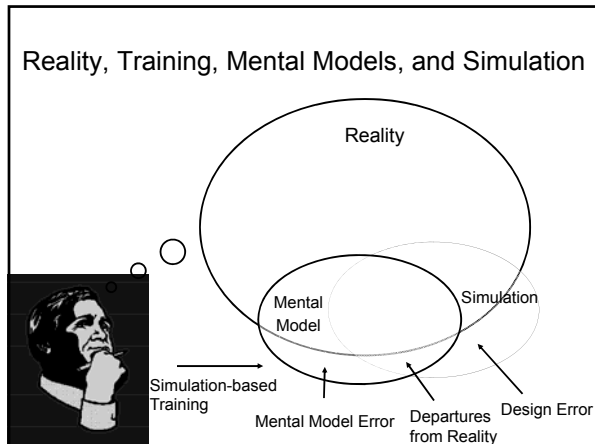 Reality, Training, Mental Models, and Simulation
Reality
Mental
Model
Simulation
Simulation-based
Training
Mental Model Error
Departures
from Reality
Design Error